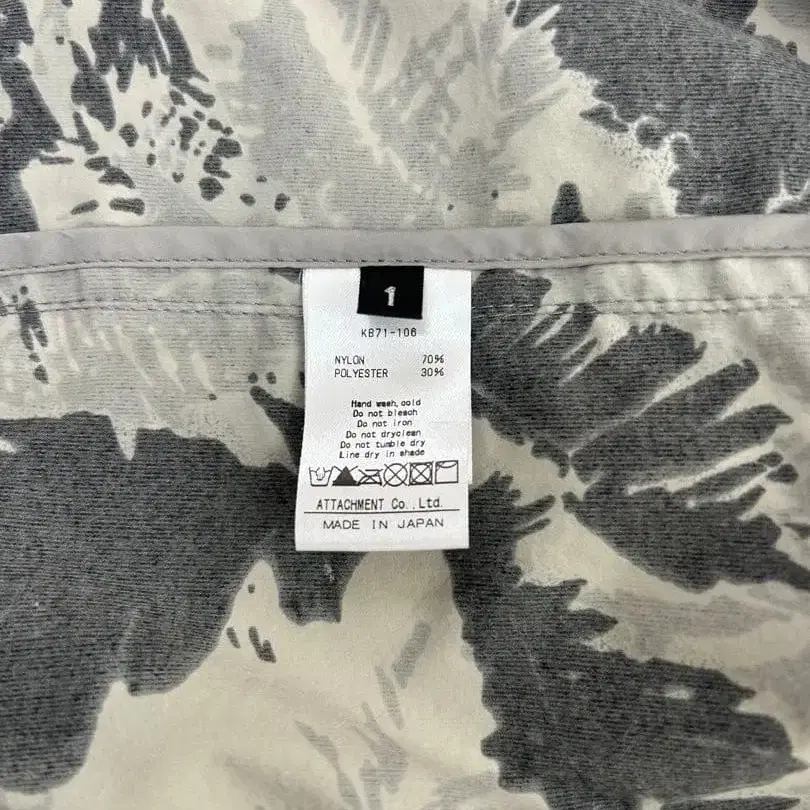 1
KB71-106
NYLON 70%
POLYESTER 30%
Hand wash, cold
Do not bleach
Do not iron
Do not dryclean
Do not tumble dry
Line dry in shade
ATTACHMENT Co.,Ltd.
MADE IN JAPAN